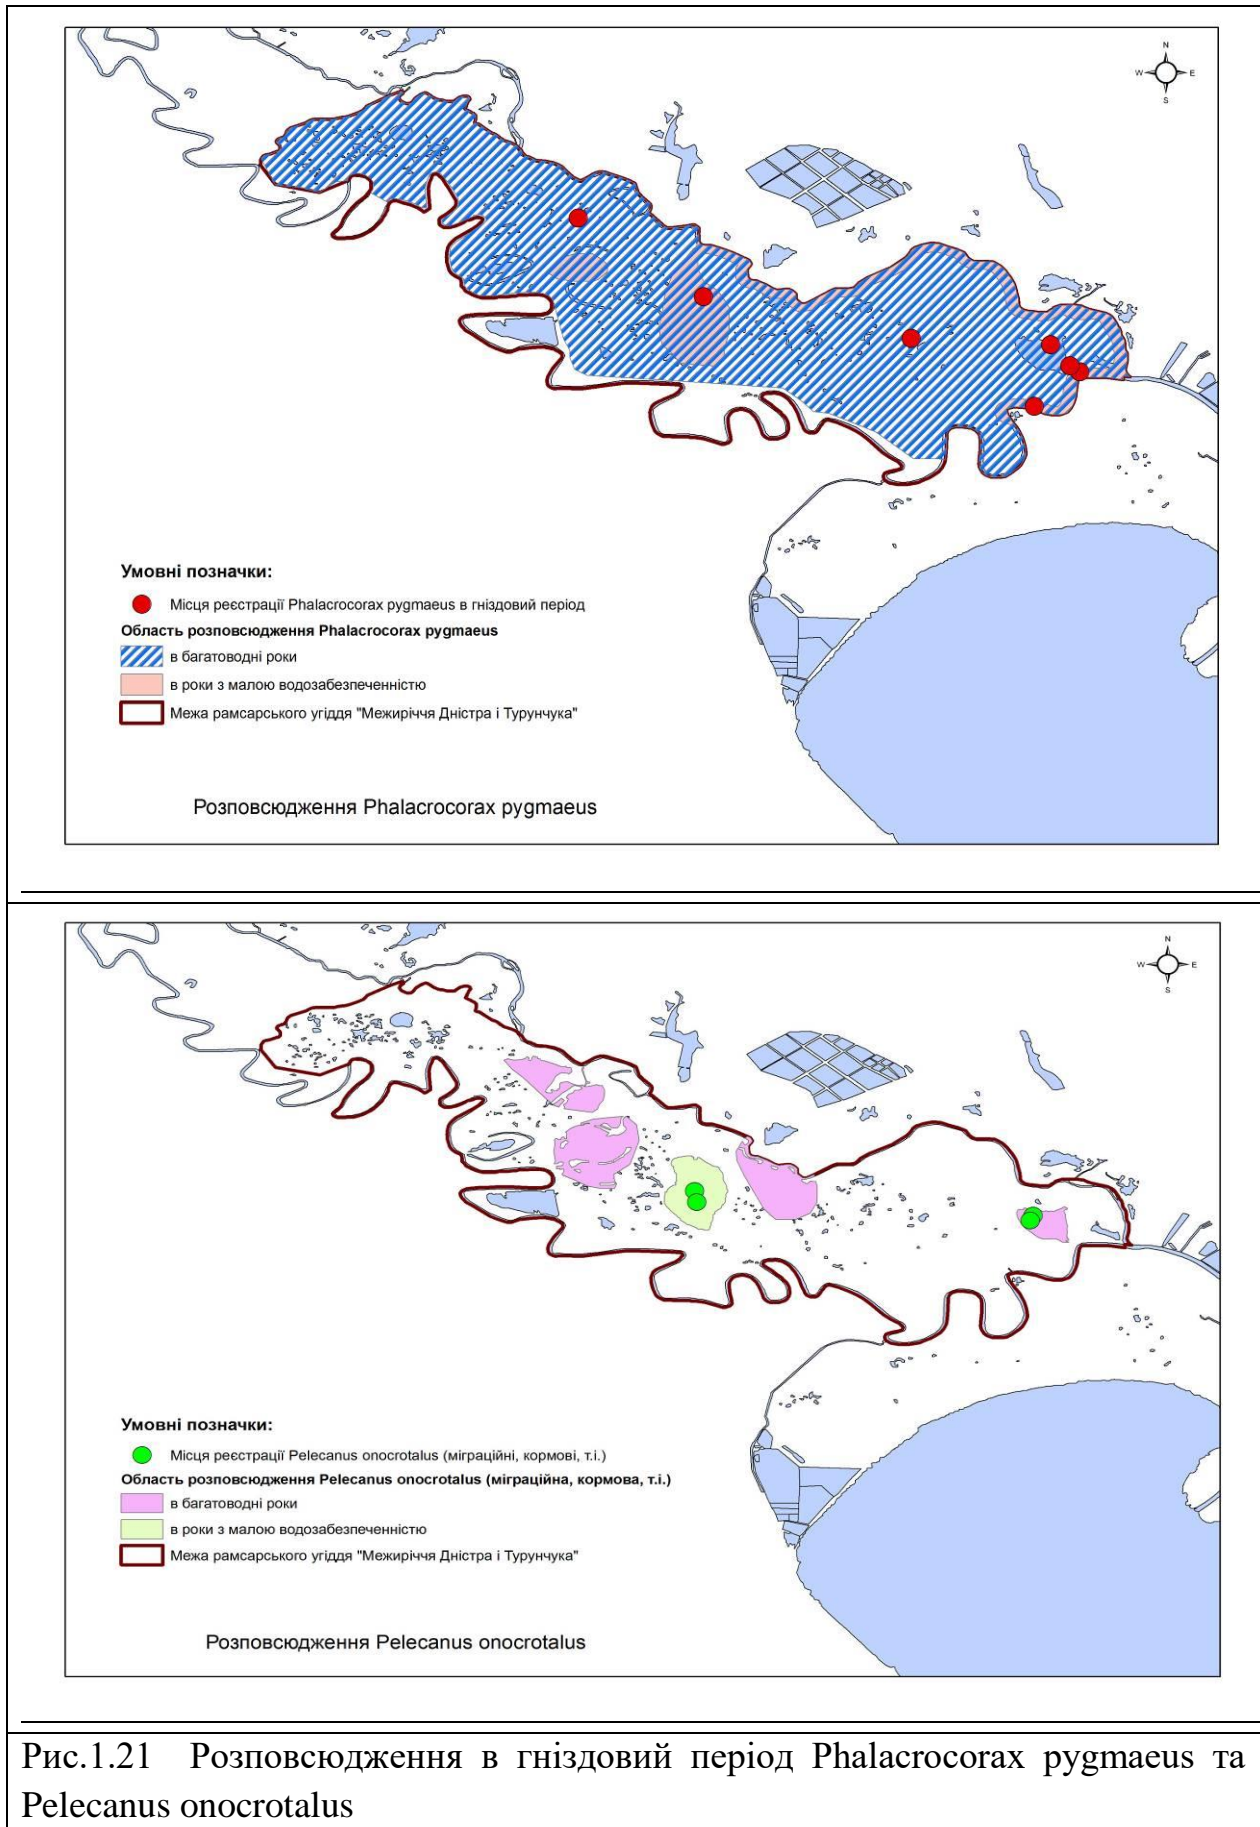 N
W E
S
Умовні позначки:
Місця реєстрації Phalacrocorax pygmaeus в гніздовий період
Область розповсюдження Phalacrocorax pygmaeus
в багатоводні роки
в роки з малою водозабезпеченністю
Межа рамсарського угіддя "Межиріччя Дністра і Турунчука"
Розповсюдження Phalacrocorax pygmaeus
N
W E
S
Умовні позначки:
Місця реєстрації Pelecanus onocrotalus (міграційні, кормові, т.і.)
Область розповсюдження Pelecanus onocrotalus (міграційна, кормова, т.і.)
в багатоводні роки
в роки з малою водозабезпеченністю
Межа рамсарського угіддя "Межиріччя Дністра і Турунчука"
Розповсюдження Pelecanus onocrotalus
Рис.1.21 Розповсюдження в гніздовий період Phalacrocorax pygmaeus та
Pelecanus onocrotalus